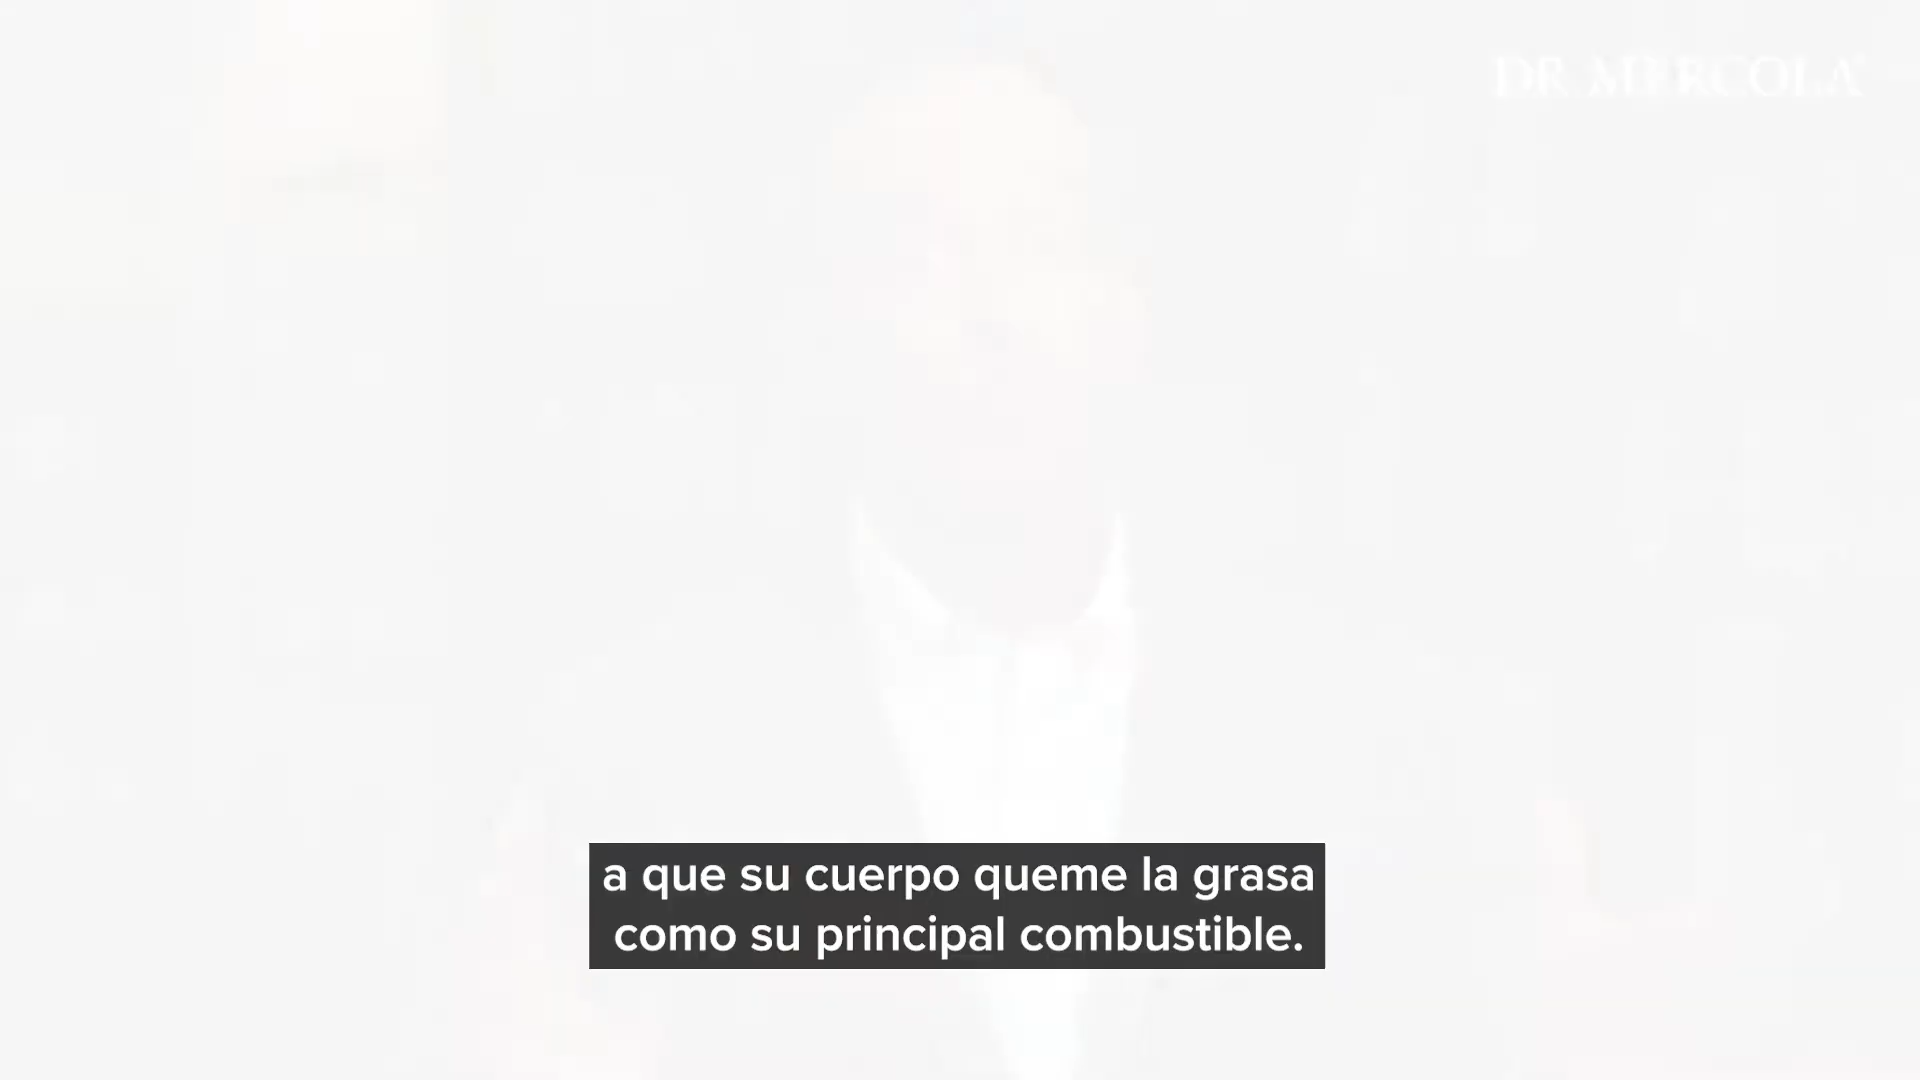 DR. MERCOLA®
a que su cuerpo queme la grasa
como su principal combustible.